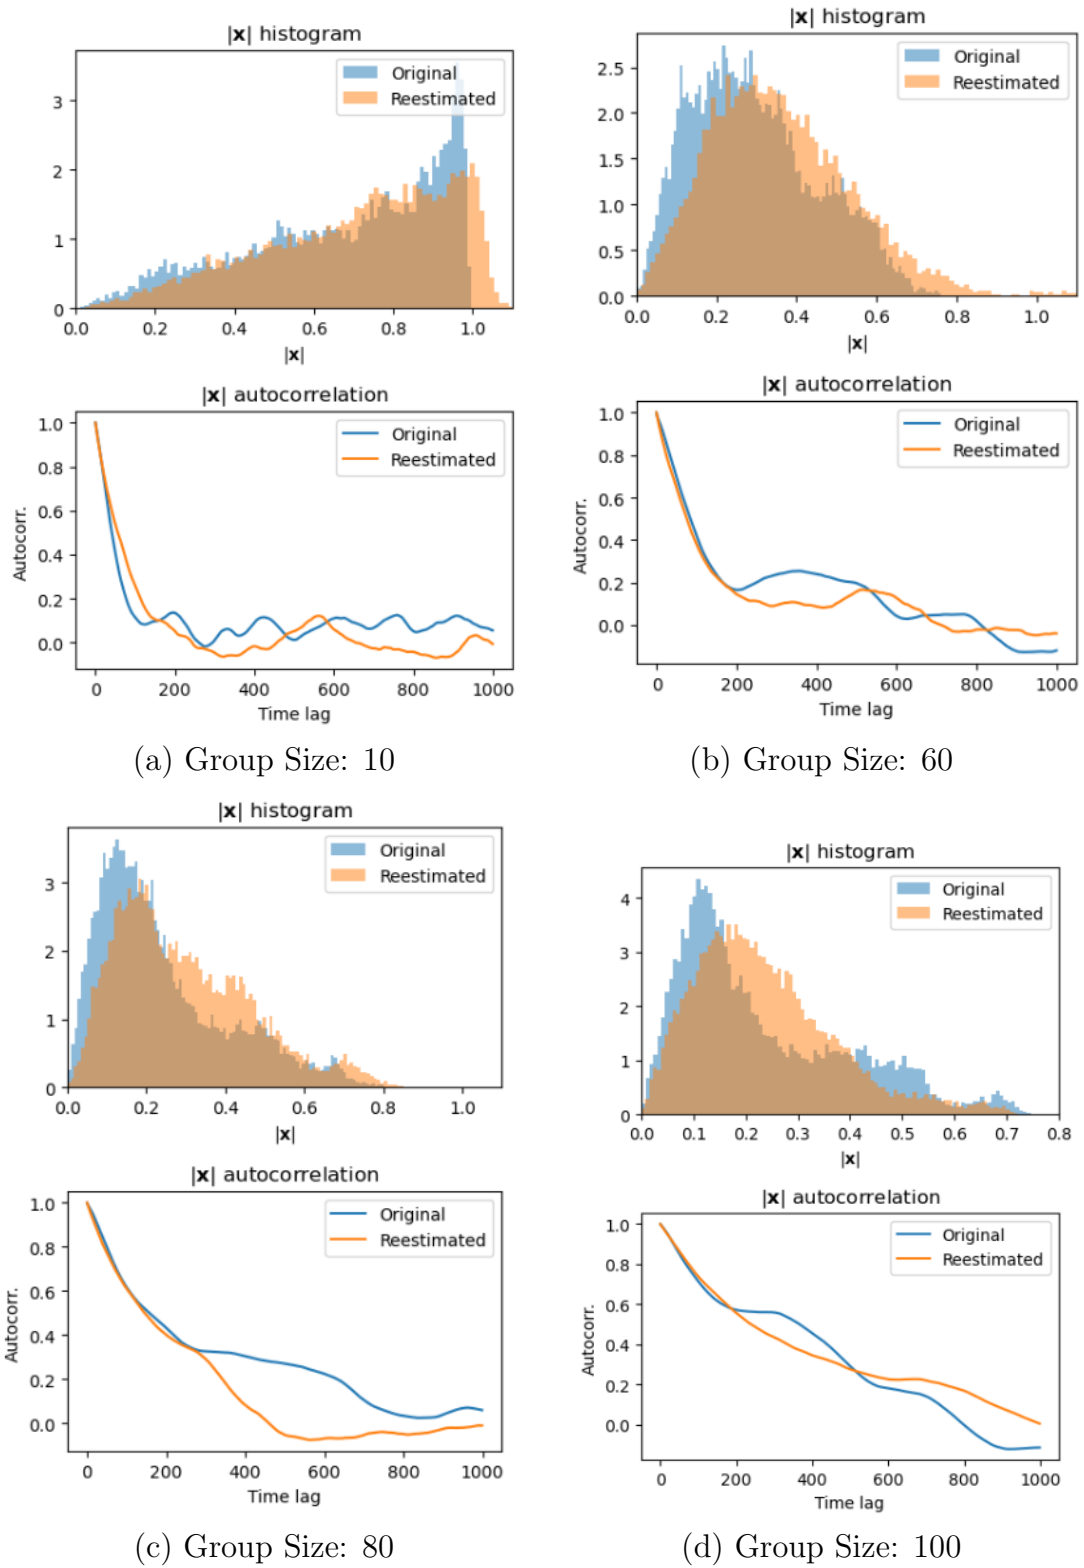 |x| histogram
Original
Reestimated
3
2
1
0
0.0 0.2 0.4 0.6 0.8 1.0
|x|
|x| autocorrelation
Original
Reestimated
1.0
0.8
0.6
0.4
0.2
0.0
Autocorr.
0 200 400 600 800 1000
Time lag
(a) Group Size: 10
|x| histogram
Original
Reestimated
2.5
2.0
1.5
1.0
0.5
0.0
0.0 0.2 0.4 0.6 0.8 1.0
|x|
|x| autocorrelation
Original
Reestimated
1.0
0.8
0.6
0.4
0.2
0.0
Autocorr.
0 200 400 600 800 1000
Time lag
(b) Group Size: 60
|x| histogram
Original
Reestimated
3
2
1
0
0.0 0.2 0.4 0.6 0.8 1.0
|x|
|x| autocorrelation
Original
Reestimated
1.0
0.8
0.6
0.4
0.2
0.0
Autocorr.
0 200 400 600 800 1000
Time lag
(c) Group Size: 80
|x| histogram
Original
Reestimated
4
3
2
1
0
0.0 0.1 0.2 0.3 0.4 0.5 0.6 0.7 0.8
|x|
|x| autocorrelation
Original
Reestimated
1.0
0.8
0.6
0.4
0.2
0.0
Autocorr.
0 200 400 600 800 1000
Time lag
(d) Group Size: 100